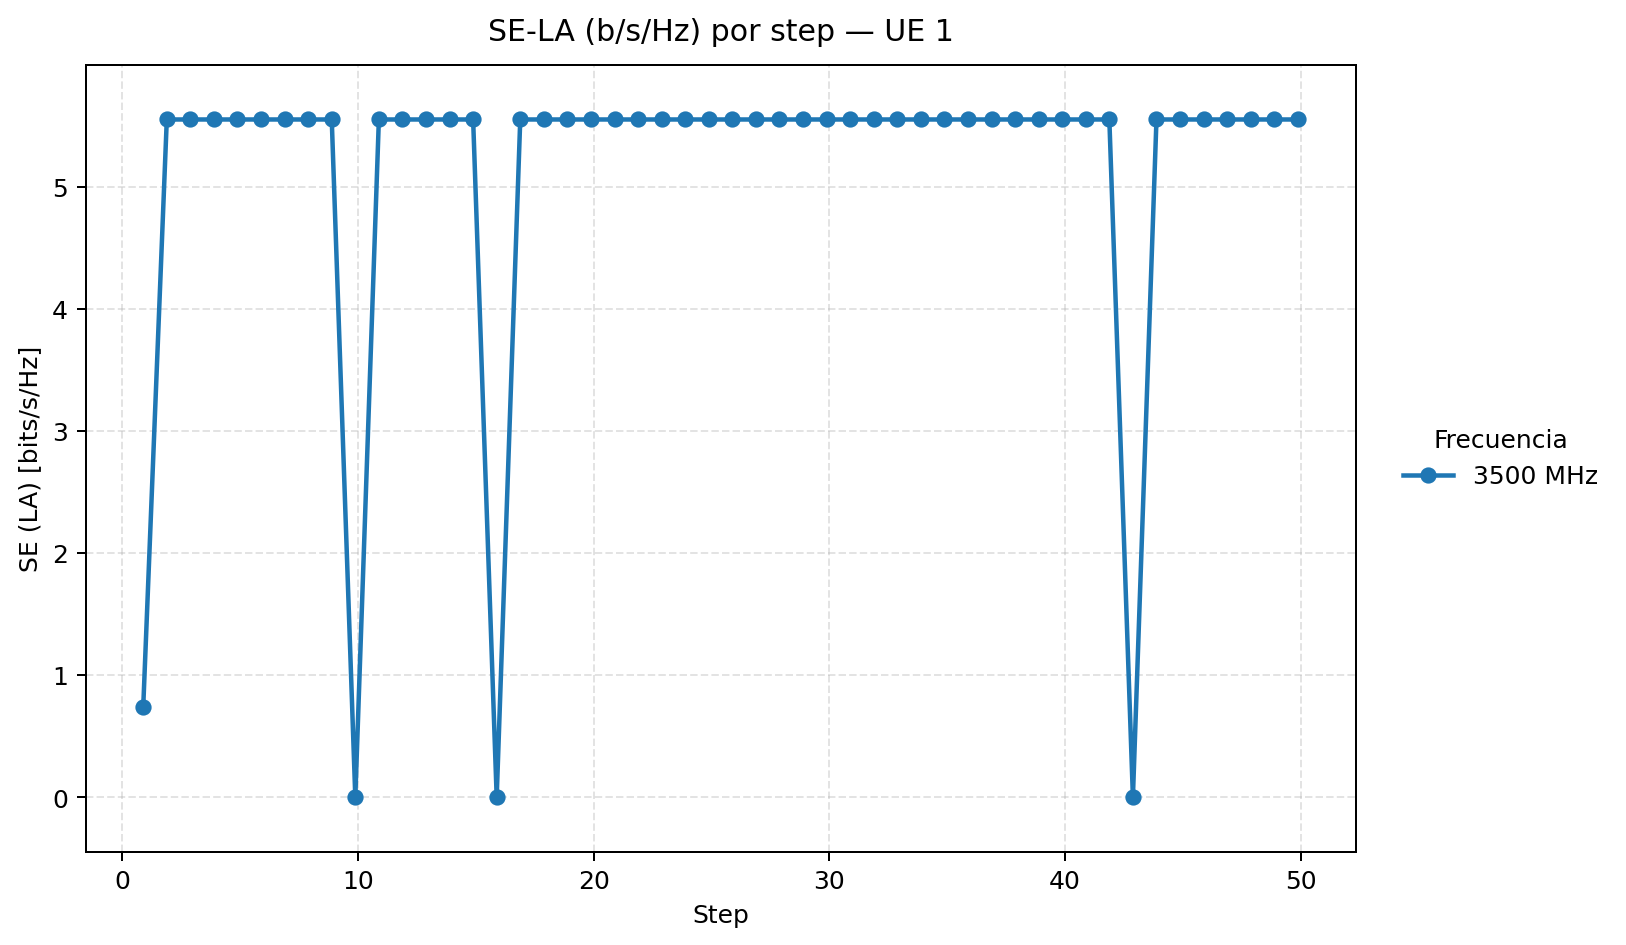 SE-LA (b/s/Hz) por step — UE 1
SE (LA) [bits/s/Hz]
5
4
3
2
1
0
0 10 20 30 40 50
Step
Frecuencia
3500 MHz